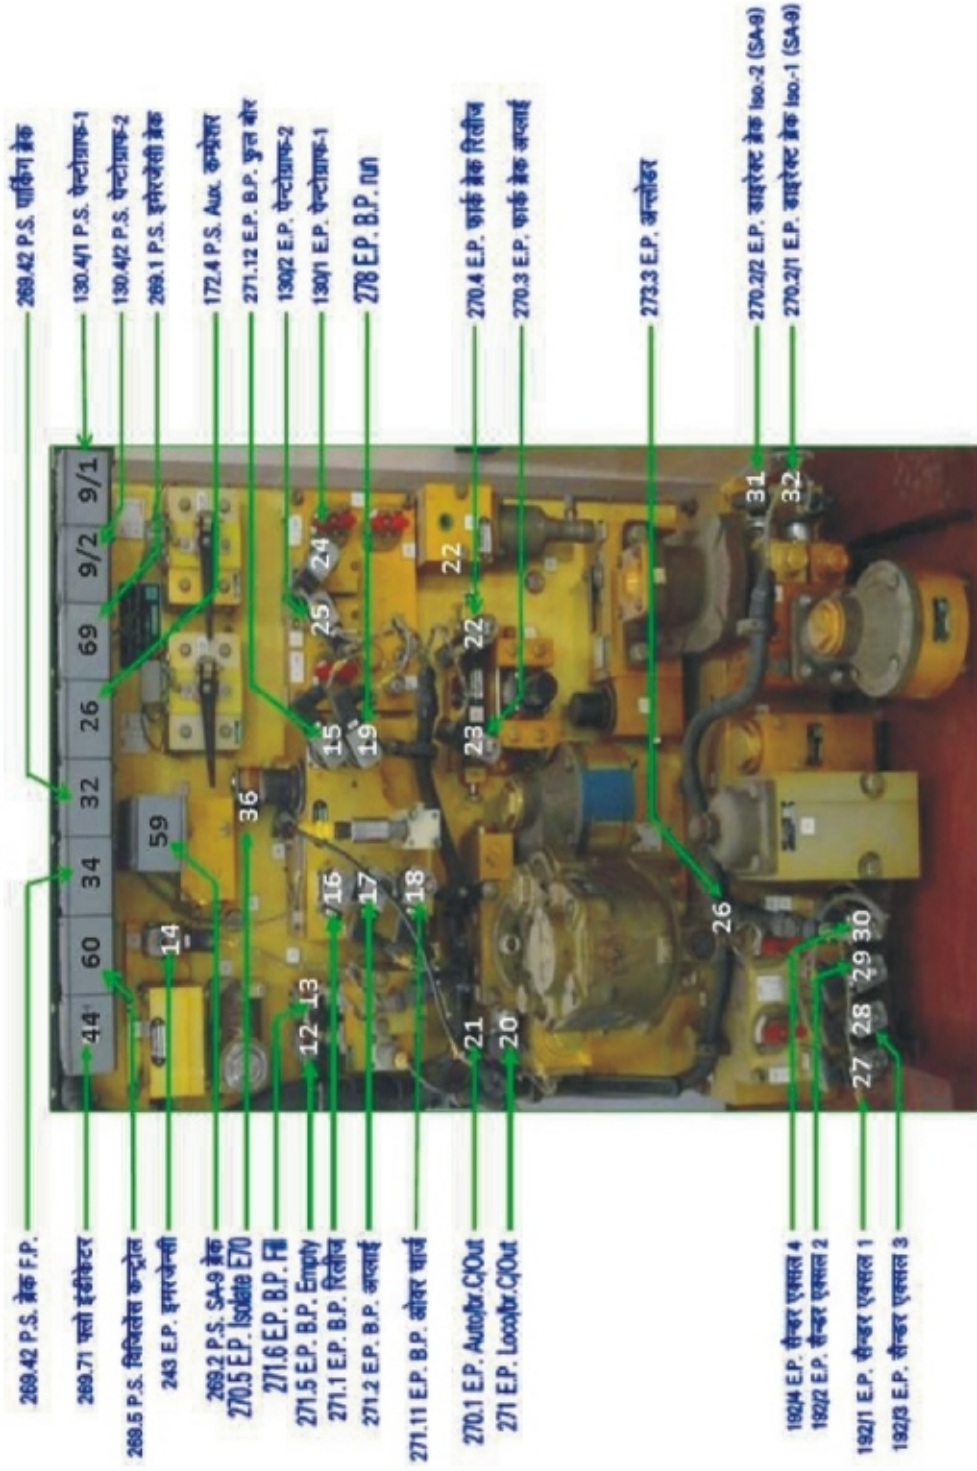 269.42 P.S. ब्रेक F.P.
269.71 फ्लो इंडीकेटर
269.5 P.S. विजिलेंस कन्ट्रोल
243 E.P. इमरजेन्सी
269.2 P.S. SA-9 ब्रेक
270.5 E.P. Isolate E70
271.6 E.P. B.P. Fill
271.5 E.P. B.P. Empty
271.1 E.P. B.P. रिलीज
271.2 E.P. B.P. अप्लाई
271.11 E.P. B.P. ओवर चार्ज
270.1 E.P. Auto/br.C/Out
271 E.P. Loco/br.C/Out
192/4 E.P. सैन्डर एक्सल 4
192/2 E.P. सैन्डर एक्सल 2
192/1 E.P. सैन्डर एक्सल 1
192/3 E.P. सैन्डर एक्सल 3
44 60 34 32 26 69 9/2 9/1
14 59
36
12 13 16 15 25 24
17 19
18 22
21 23 22
20
26
27 28 29 30 31
32
269.42 P.S. पार्किंग ब्रेक
130.4/1 P.S. पेन्टोग्राफ-1
130.4/2 P.S. पेन्टोग्राफ-2
269.1 P.S. इमरजेंसी ब्रेक
172.4 P.S. Aux. कम्प्रेशर
271.12 E.P. B.P. फुल बोर
130/2 E.P. पेन्टोग्राफ-2
130/1 E.P. पेन्टोग्राफ-1
278 E.P. B.P. רוח
270.4 E.P. पार्क ब्रेक रिलीज
270.3 E.P. पार्क ब्रेक अप्लाई
273.3 E.P. अनलोडर
270.2/2 E.P. डाइरेक्ट ब्रेक Iso.-2 (SA-9)
270.2/1 E.P. डाइरेक्ट ब्रेक Iso.-1 (SA-9)